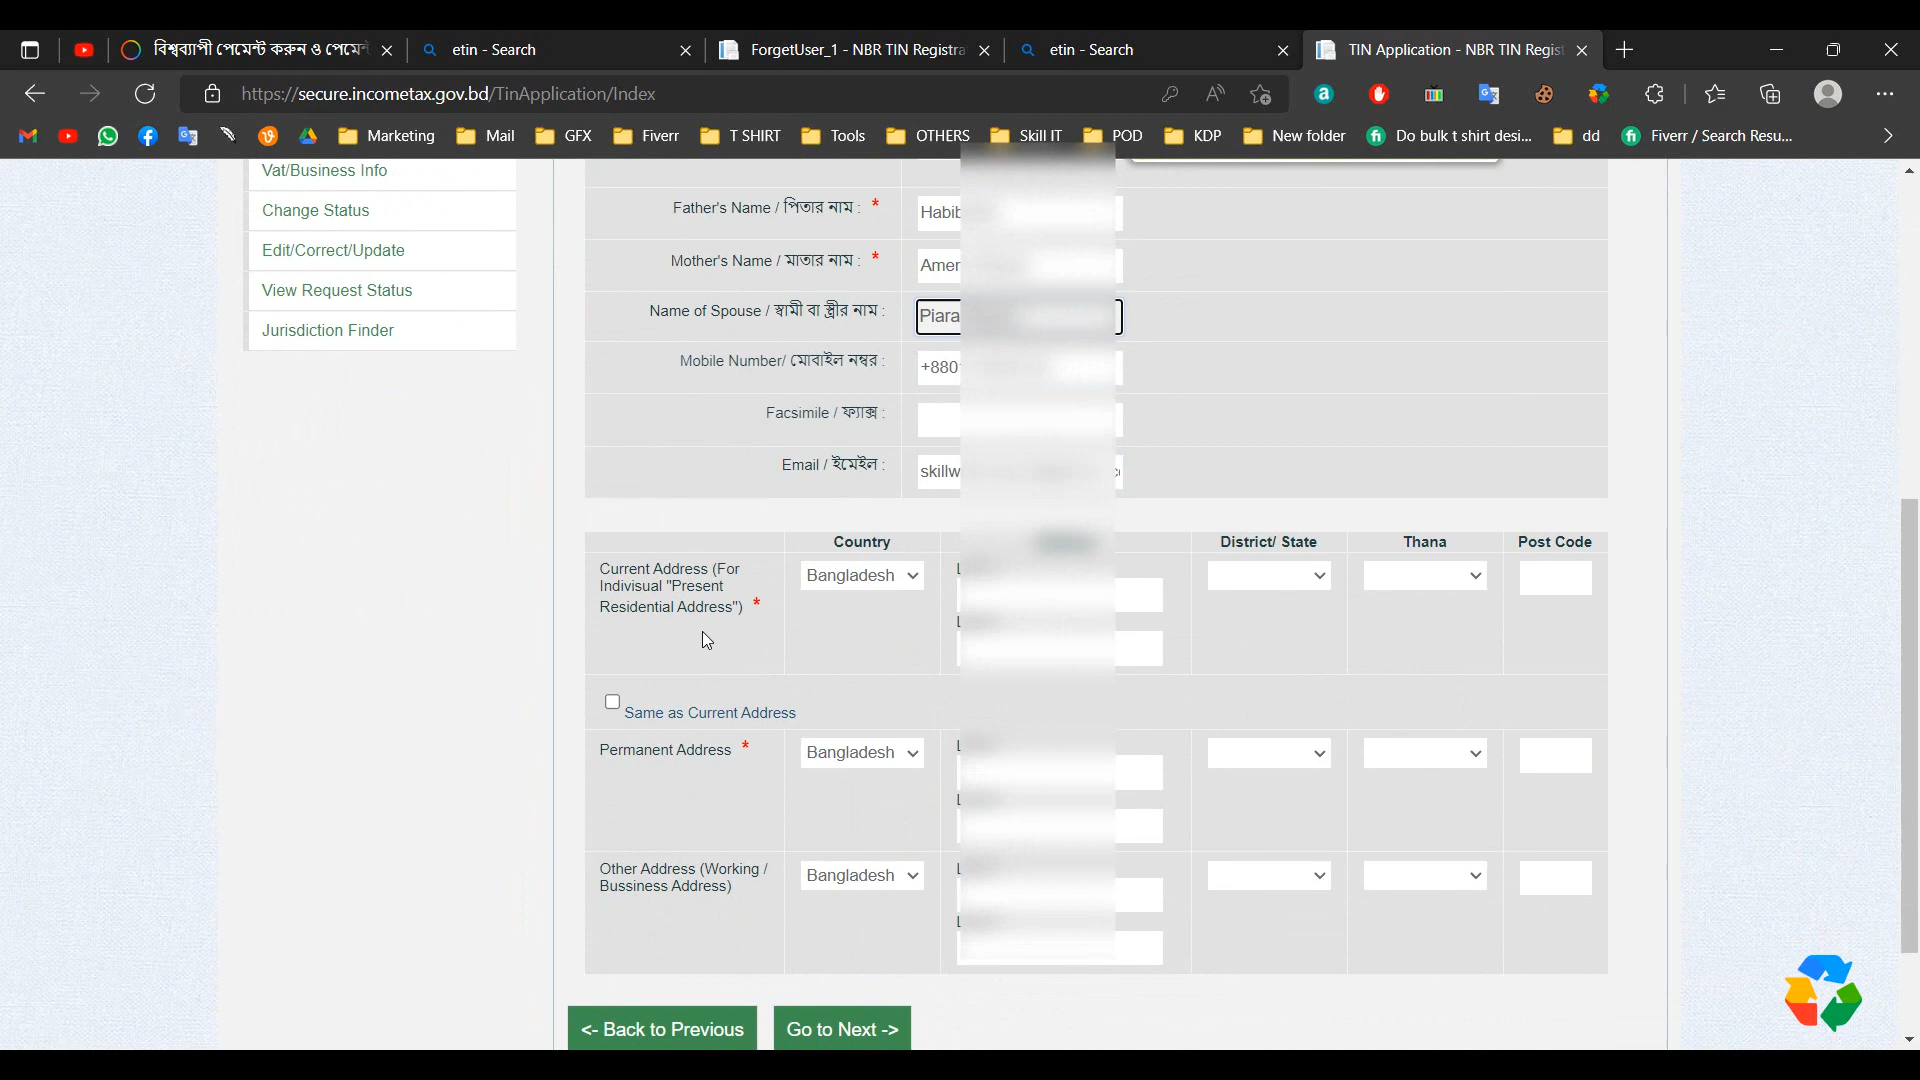 বিশ্বব্যাপী পেমেন্ট করুন ও পেমেন্ট
etin - Search
ForgetUser_1 - NBR TIN Registra
etin - Search
TIN Application - NBR TIN Regist
https://secure.incometax.gov.bd/TinApplication/Index
Marketing
Mail
GFX
Fiverr
T SHIRT
Tools
OTHERS
Skill IT
POD
KDP
New folder
Do bulk t shirt desi...
dd
Fiverr / Search Resu...
Vat/Business Info
Change Status
Edit/Correct/Update
View Request Status
Jurisdiction Finder
Father's Name / পিতার নাম : *
Habib
Mother's Name / মাতার নাম : *
Amer
Name of Spouse / স্বামী বা স্ত্রীর নাম :
Piara
Mobile Number/ মোবাইল নম্বর :
+880
Facsimile / ফ্যাক্স :
Email / ইমেইল :
skillw
Country
District/ State
Thana
Post Code
Current Address (For
Indivisual "Present
Residential Address") *
Bangladesh
Same as Current Address
Permanent Address *
Bangladesh
Other Address (Working /
Bussiness Address)
Bangladesh
<- Back to Previous
Go to Next ->